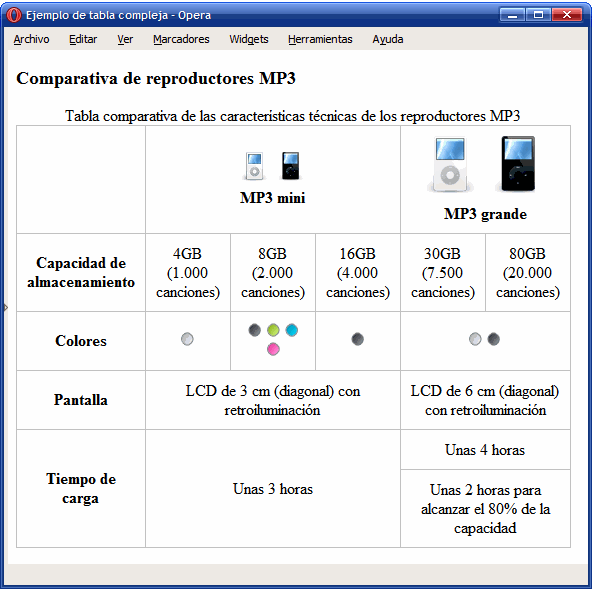 Ejemplo de tabla compleja - Opera
Archivo Editar Ver Marcadores Widgets Herramientas Ayuda
Comparativa de reproductores MP3
Tabla comparativa de las características técnicas de los reproductores MP3
MP3 mini
MP3 grande
Capacidad de
almacenamiento
4GB
(1.000
canciones)
8GB
(2.000
canciones)
16GB
(4.000
canciones)
30GB
(7.500
canciones)
80GB
(20.000
canciones)
Colores
Pantalla
LCD de 3 cm (diagonal) con
retroiluminación
LCD de 6 cm (diagonal)
con retroiluminación
Tiempo de
carga
Unas 3 horas
Unas 4 horas
Unas 2 horas para
alcanzar el 80% de la
capacidad